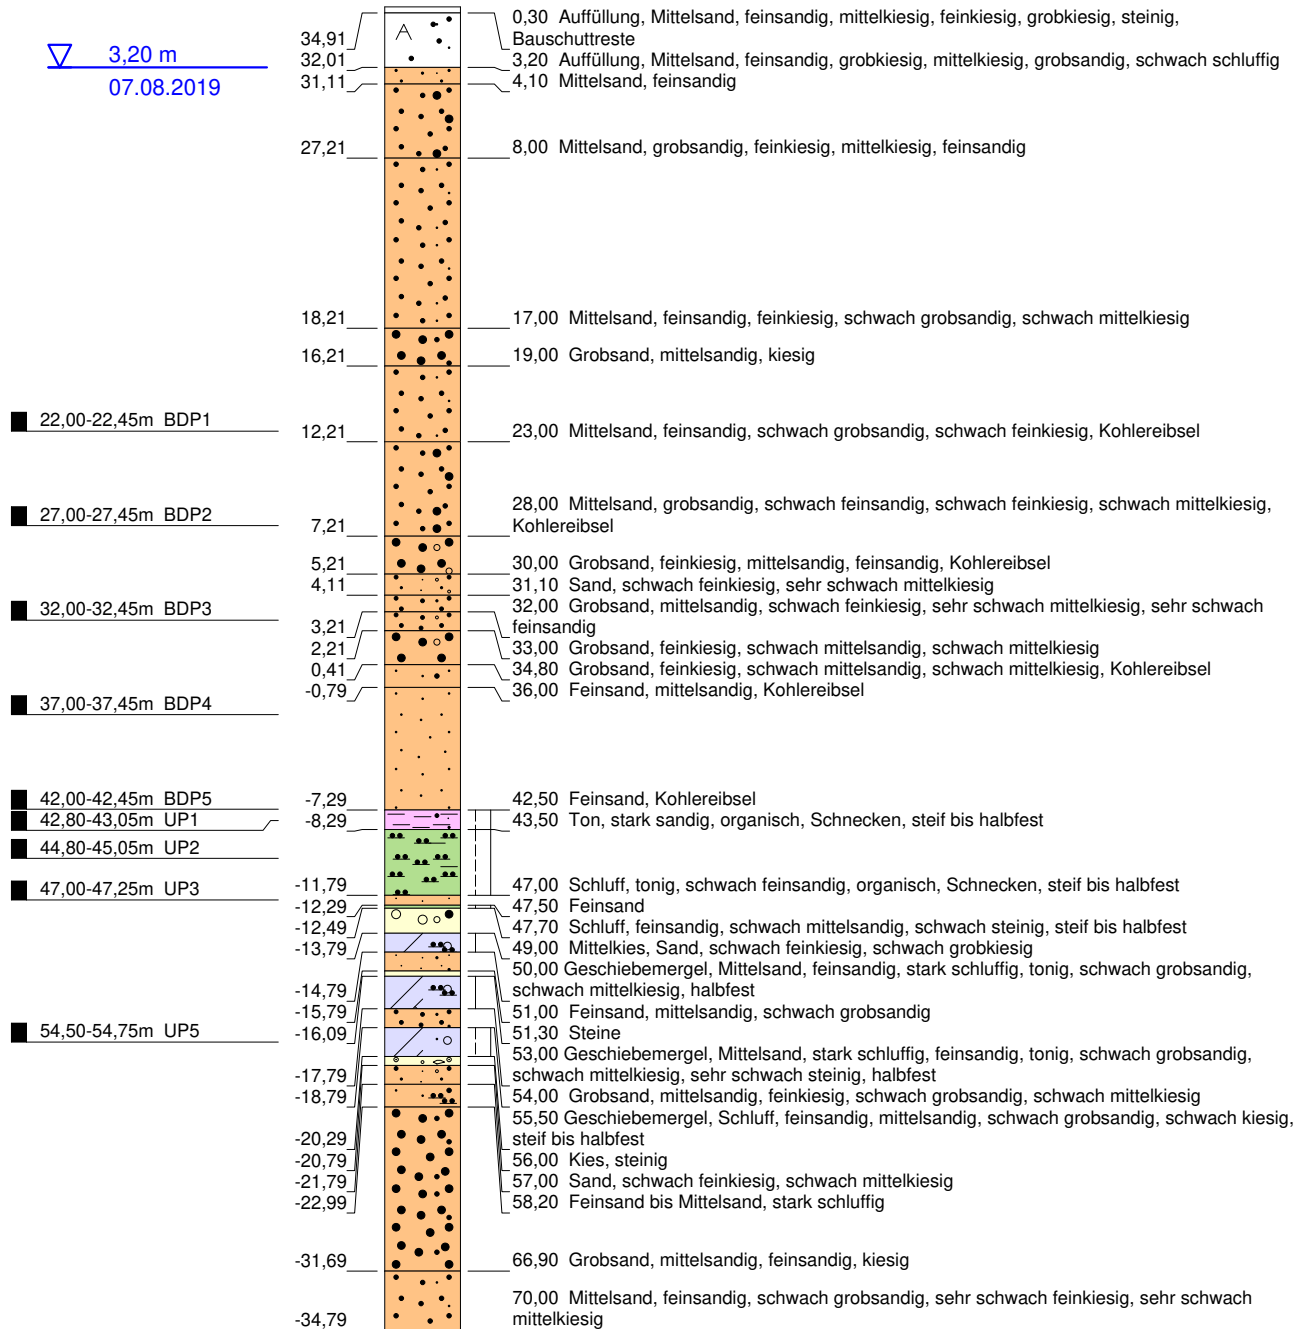 0,30 Auffüllung, Mittelsand, feinsandig, mittelkiesig, feinkiesig, grobkiesig, steinig,
Bauschuttreste
34,91
A
3,20 m
07.08.2019
32,01
3,20 Auffüllung, Mittelsand, feinsandig, grobkiesig, mittelkiesig, grobsandig, schwach schluffig
31,11
4,10 Mittelsand, feinsandig
27,21
8,00 Mittelsand, grobsandig, feinkiesig, mittelkiesig, feinsandig
18,21
17,00 Mittelsand, feinsandig, feinkiesig, schwach grobsandig, schwach mittelkiesig
16,21
19,00 Grobsand, mittelsandig, kiesig
22,00-22,45m BDP1
12,21
23,00 Mittelsand, feinsandig, schwach grobsandig, schwach feinkiesig, Kohlereibsel
27,00-27,45m BDP2
7,21
28,00 Mittelsand, grobsandig, schwach feinsandig, schwach feinkiesig, schwach mittelkiesig,
Kohlereibsel
5,21
30,00 Grobsand, feinkiesig, mittelsandig, feinsandig, Kohlereibsel
4,11
31,10 Sand, schwach feinkiesig, sehr schwach mittelkiesig
32,00-32,45m BDP3
3,21
32,00 Grobsand, mittelsandig, schwach feinkiesig, sehr schwach mittelkiesig, sehr schwach
feinsandig
2,21
33,00 Grobsand, feinkiesig, schwach mittelsandig, schwach mittelkiesig
0,41
34,80 Grobsand, feinkiesig, schwach mittelsandig, schwach mittelkiesig, Kohlereibsel
-0,79
36,00 Feinsand, mittelsandig, Kohlereibsel
37,00-37,45m BDP4
42,00-42,45m BDP5
-7,29
42,50 Feinsand, Kohlereibsel
42,80-43,05m UP1
-8,29
43,50 Ton, stark sandig, organisch, Schnecken, steif bis halbfest
44,80-45,05m UP2
47,00-47,25m UP3
-11,79
47,00 Schluff, tonig, schwach feinsandig, organisch, Schnecken, steif bis halbfest
-12,29
47,50 Feinsand
-12,49
47,70 Schluff, feinsandig, schwach mittelsandig, schwach steinig, steif bis halbfest
-13,79
49,00 Mittelkies, Sand, schwach feinkiesig, schwach grobkiesig
-14,79
50,00 Geschiebemergel, Mittelsand, feinsandig, stark schluffig, tonig, schwach grobsandig,
schwach mittelkiesig, halbfest
-15,79
51,00 Feinsand, mittelsandig, schwach grobsandig
54,50-54,75m UP5
-16,09
51,30 Steine
-17,79
53,00 Geschiebemergel, Mittelsand, stark schluffig, feinsandig, tonig, schwach grobsandig,
schwach mittelkiesig, sehr schwach steinig, halbfest
-18,79
54,00 Grobsand, mittelsandig, feinkiesig, schwach grobsandig, schwach mittelkiesig
-20,29
55,50 Geschiebemergel, Schluff, feinsandig, mittelsandig, schwach grobsandig, schwach kiesig,
steif bis halbfest
-20,79
56,00 Kies, steinig
-21,79
57,00 Sand, schwach feinkiesig, schwach mittelkiesig
-22,99
58,20 Feinsand bis Mittelsand, stark schluffig
-31,69
66,90 Grobsand, mittelsandig, feinsandig, kiesig
-34,79
70,00 Mittelsand, feinsandig, schwach grobsandig, sehr schwach feinkiesig, sehr schwach
mittelkiesig